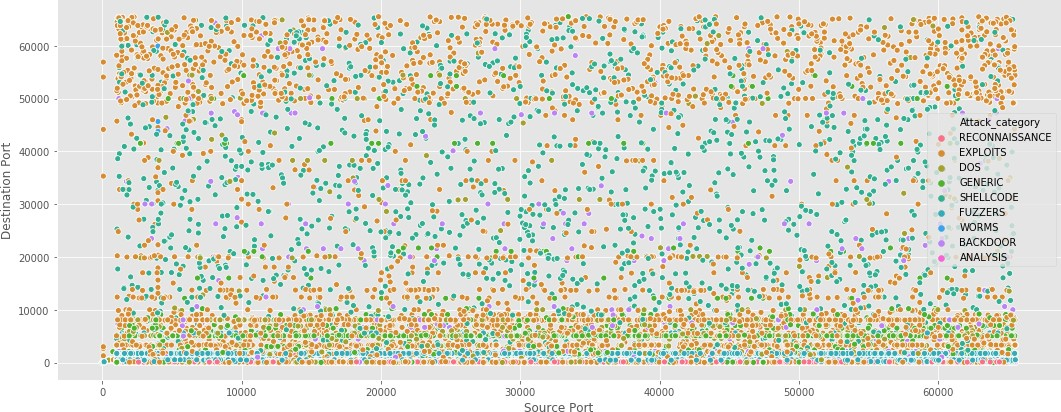 60000
50000
40000
30000
20000
10000
0
Destination Port
0
10000
20000
30000
40000
50000
60000
Source Port
Attack_category
RECONNAISSANCE
EXPLOITS
DOS
GENERIC
SHELLCODE
FUZZERS
WORMS
BACKDOOR
ANALYSIS